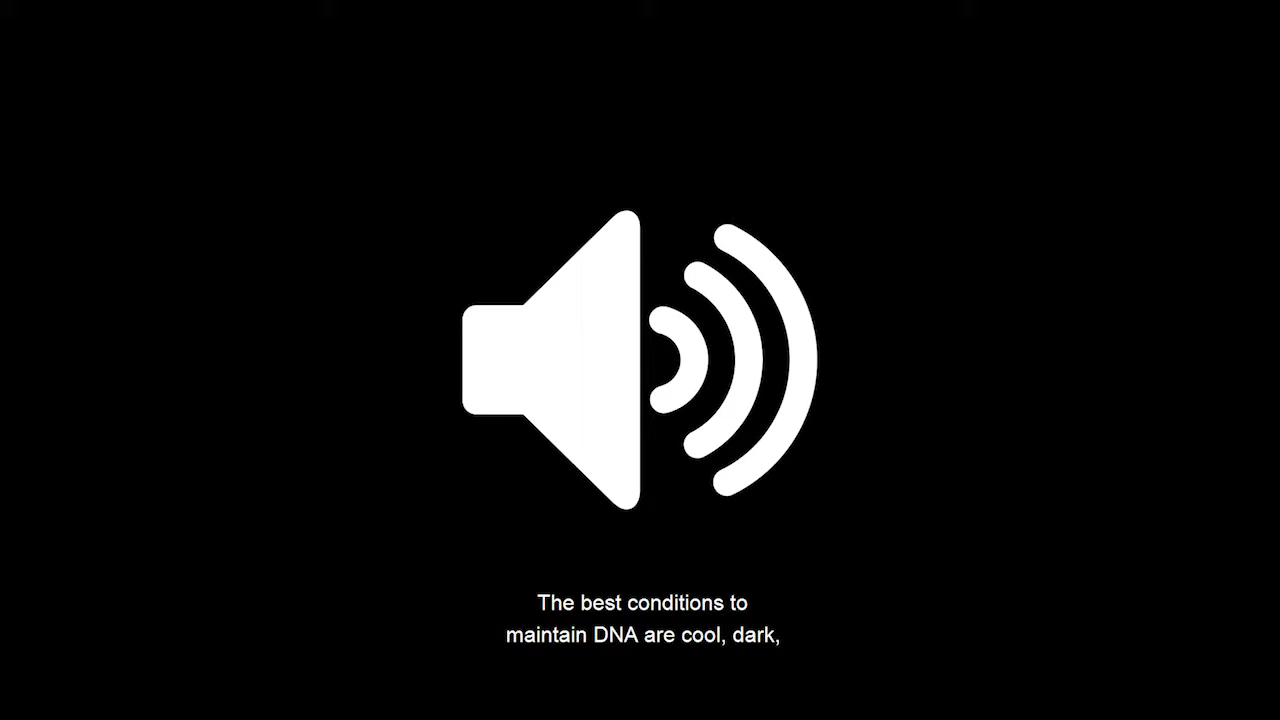 The best conditions to
maintain DNA are cool, dark,